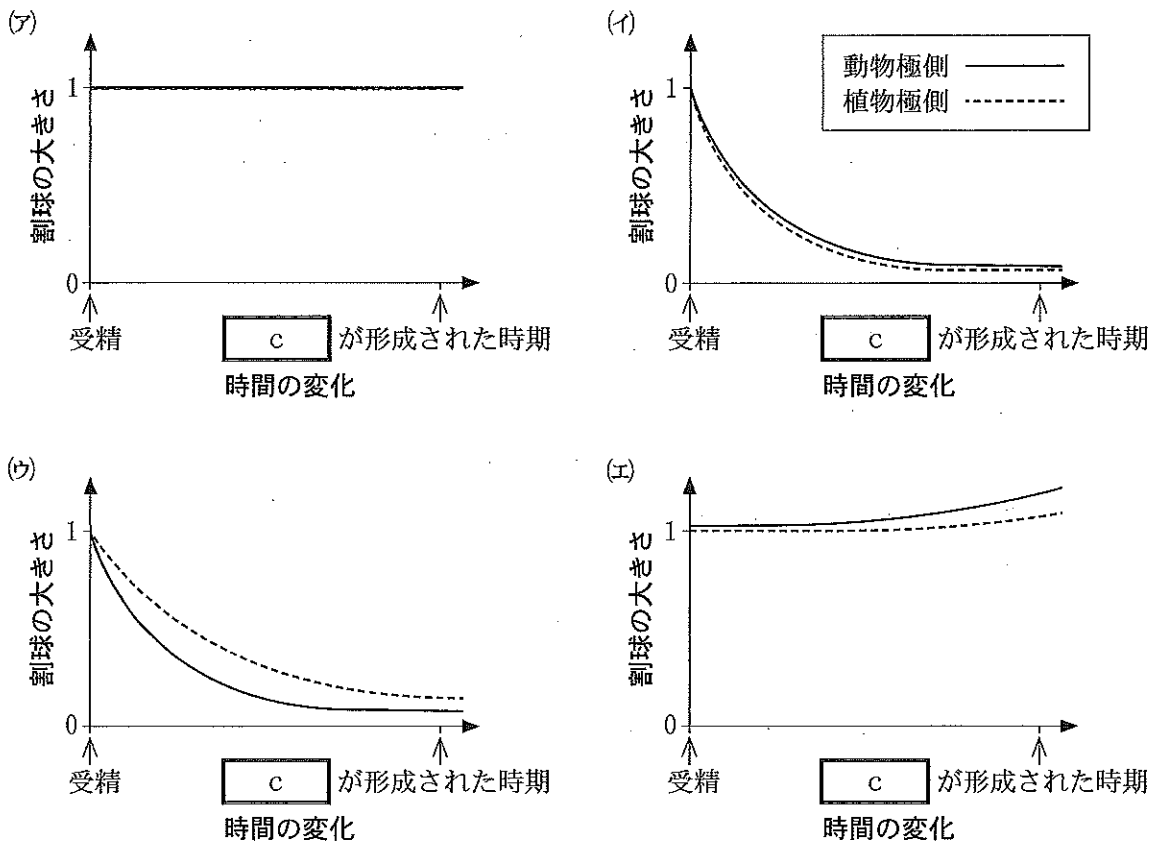 (ア)
割球の大きさ
1
0
受精
c が形成された時期
時間の変化
(イ)
動物極側
植物極側
割球の大きさ
1
0
受精
c が形成された時期
時間の変化
(ウ)
割球の大きさ
1
0
受精
c が形成された時期
時間の変化
(エ)
割球の大きさ
1
0
受精
c が形成された時期
時間の変化